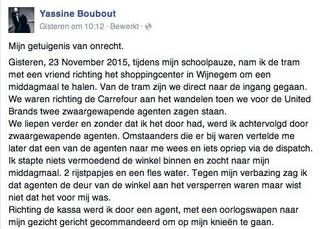 Yassine Boubout
Gisteren om 10:12 · Bewerkt ·
Mijn getuigenis van onrecht.
Gisteren, 23 November 2015, tijdens mijn schoolpauze, nam ik de tram
met een vriend richting het shoppingcenter in Wijnegem om een
middagmaal te halen. Van de tram zijn we direct naar de ingang gegaan.
We waren richting de Carrefour aan het wandelen toen we voor de United
Brands twee zwaargewapende agenten zagen staan.
We liepen verder en zonder dat ik het door had, werd ik achtervolgd door
zwaargewapende agenten. Omstaanders die er bij waren vertelde me
later dat een van de agenten naar me wees en iets opriep via de dispatch.
Ik stapte niets vermoedend de winkel binnen en zocht naar mijn
middagmaal. 2 rijstpapjes en een fles water. Tegen mijn verbazing zag ik
dat agenten de deur van de winkel aan het versperren waren maar wist
niet dat het voor mij was.
Richting de kassa werd ik door een agent, met een oorlogswapen naar
mijn gezicht gericht gecommandeerd om op mijn knieën te gaan.